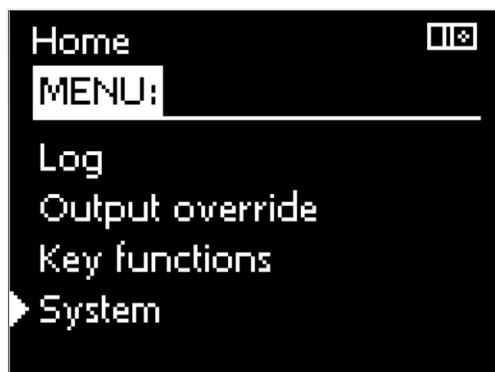 Home
MENU:
Log
Output override
Key functions
System